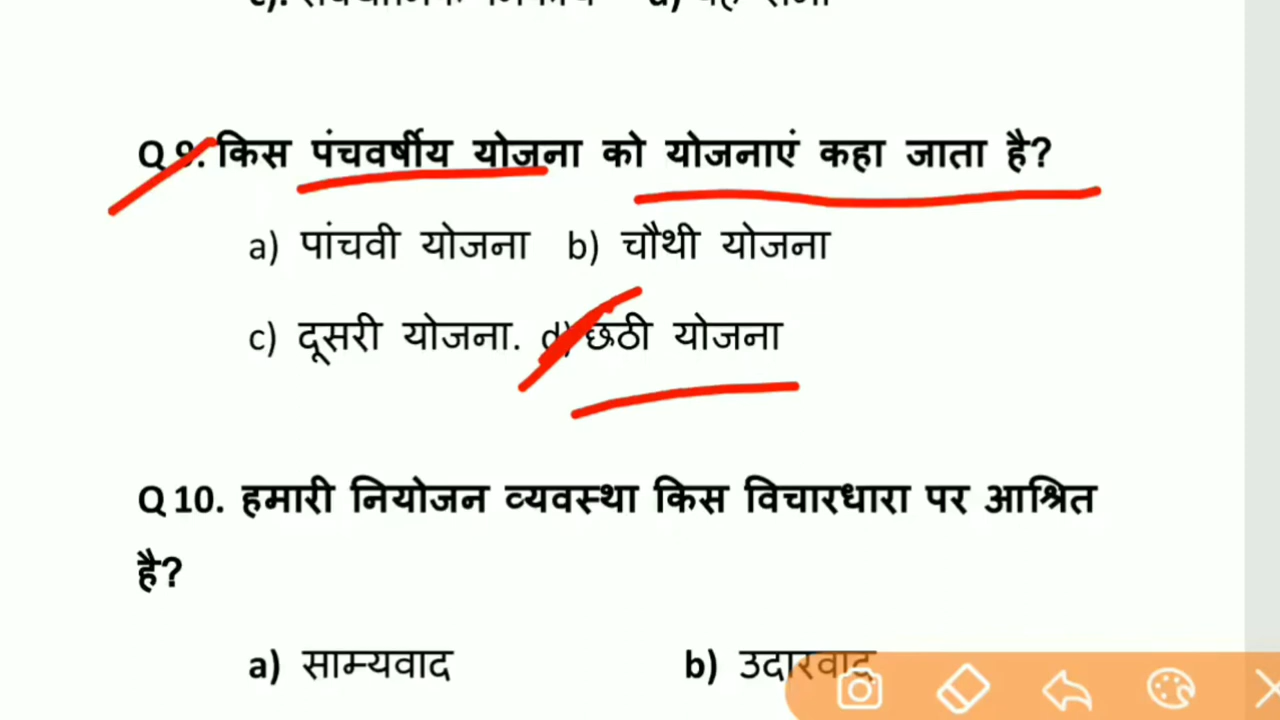 Q 9. किस पंचवर्षीय योजना को योजनाएं कहा जाता है?
a) पांचवी योजना b) चौथी योजना
c) दूसरी योजना. d) छठी योजना
Q 10. हमारी नियोजन व्यवस्था किस विचारधारा पर आश्रित
है?
a) साम्यवाद b) उदारवाद